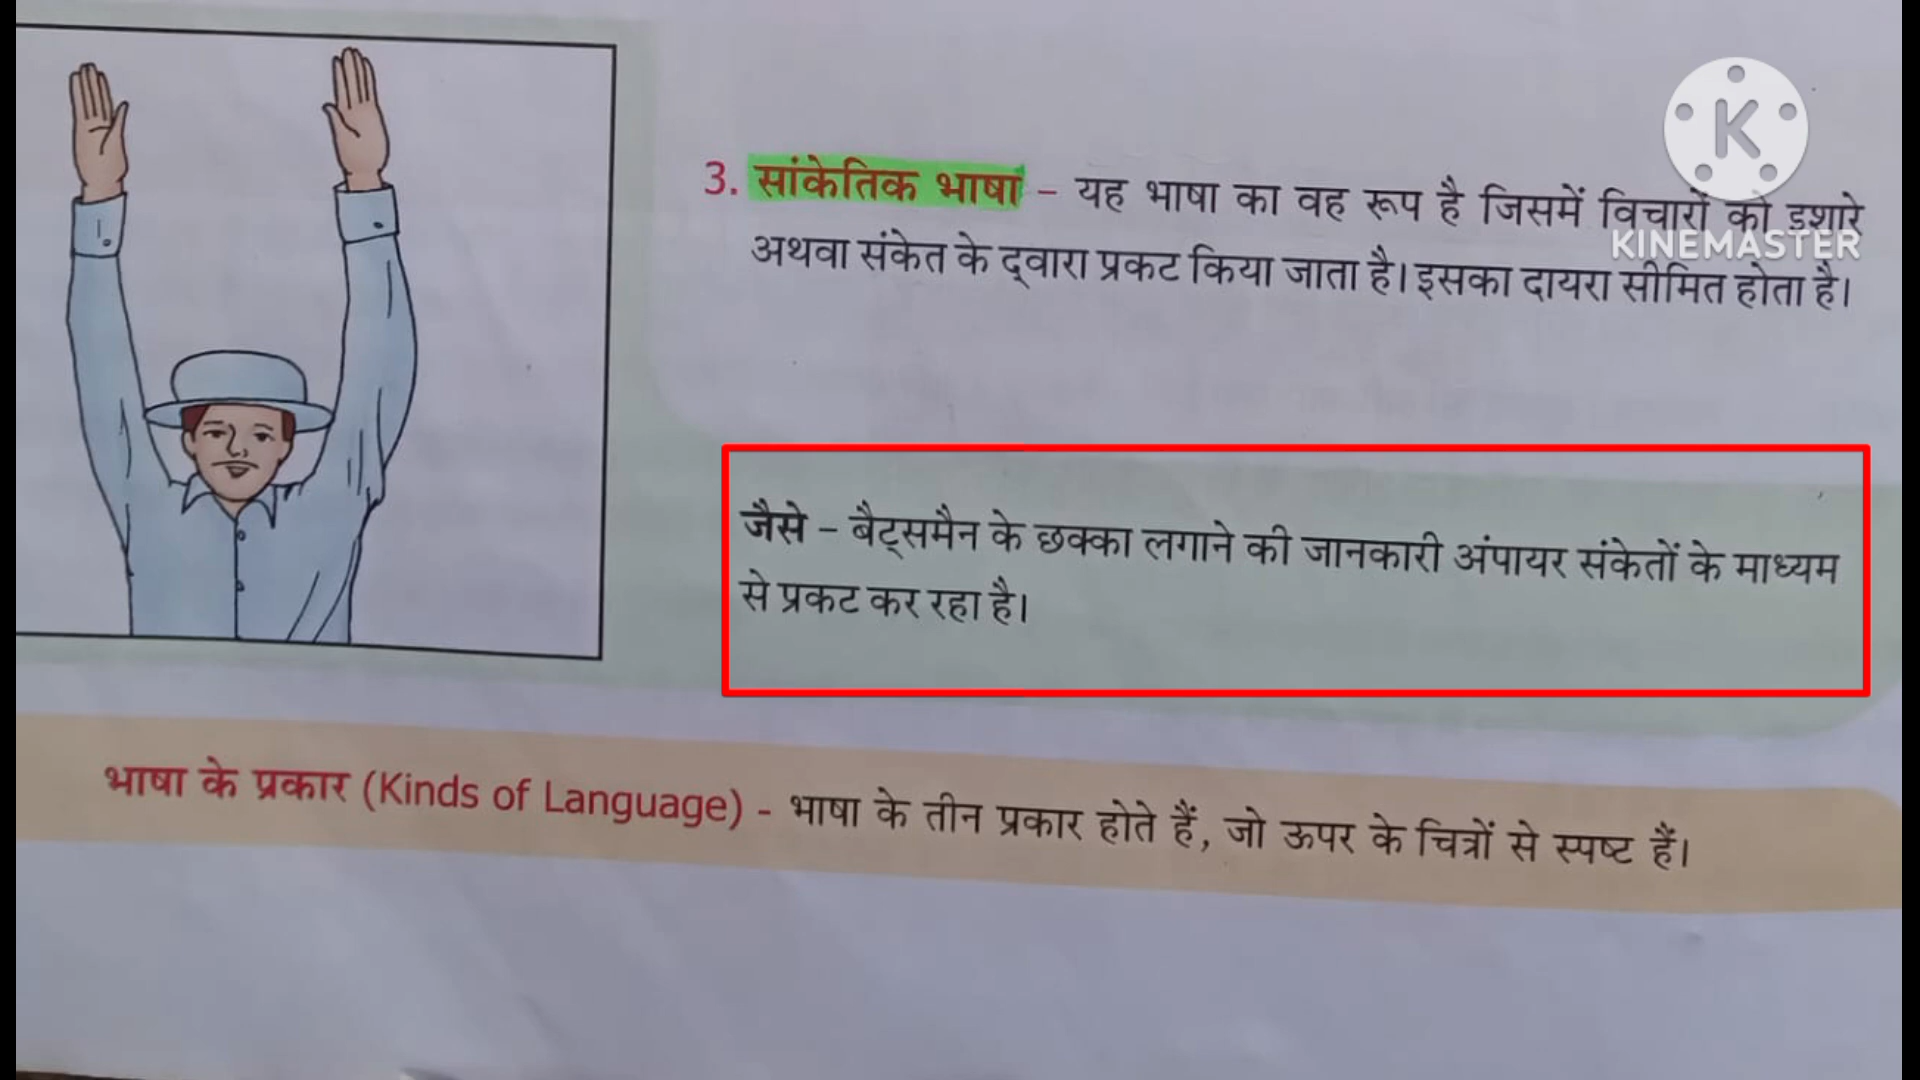 3. सांकेतिक भाषा – यह भाषा का वह रूप है जिसमें विचारों को इशारे
अथवा संकेत के द्वारा प्रकट किया जाता है। इसका दायरा सीमित होता है।
K
KINEMASTER
जैसे – बैट्समैन के छक्का लगाने की जानकारी अंपायर संकेतों के माध्यम
से प्रकट कर रहा है।
भाषा के प्रकार (Kinds of Language) - भाषा के तीन प्रकार होते हैं, जो ऊपर के चित्रों से स्पष्ट हैं।